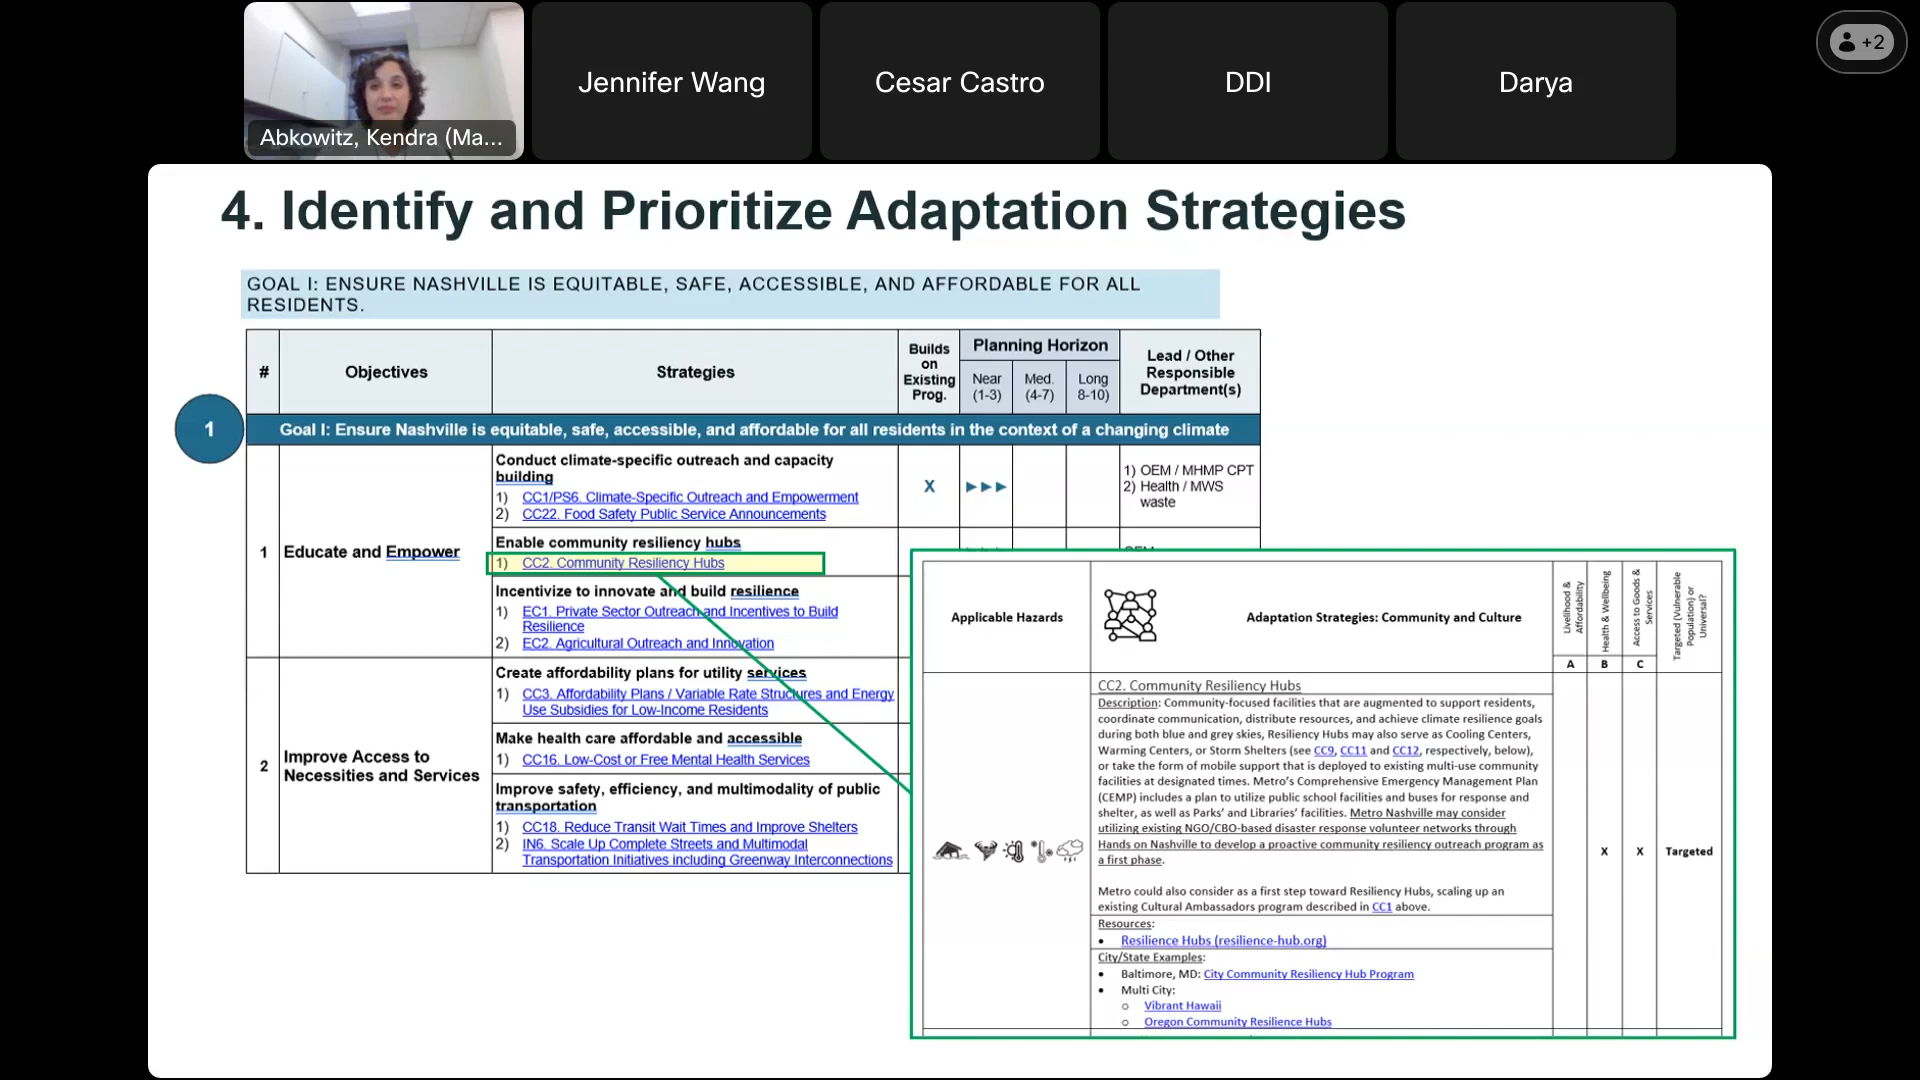 Abkowitz, Kendra (Ma...
Jennifer Wang
Cesar Castro
DDI
Darya
+2
4. Identify and Prioritize Adaptation Strategies
GOAL I: ENSURE NASHVILLE IS EQUITABLE, SAFE, ACCESSIBLE, AND AFFORDABLE FOR ALL
RESIDENTS.
#
Objectives
Strategies
Builds
on
Existing
Prog.
Planning Horizon
Near
(1-3)
Med.
(4-7)
Long
8-10)
Lead / Other
Responsible
Department(s)
1
Goal I: Ensure Nashville is equitable, safe, accessible, and affordable for all residents in the context of a changing climate
1
Educate and Empower
Conduct climate-specific outreach and capacity
building
1) CC1/PS6. Climate-Specific Outreach and Empowerment
2) CC22. Food Safety Public Service Announcements
X
1) OEM / MHMP CPT
2) Health / MWS
waste
Enable community resiliency hubs
1) CC2. Community Resiliency Hubs
Incentivize to innovate and build resilience
1) EC1. Private Sector Outreach and Incentives to Build
Resilience
2) EC2. Agricultural Outreach and Innovation
2
Improve Access to
Necessities and Services
Create affordability plans for utility services
1) CC3. Affordability Plans / Variable Rate Structures and Energy
Use Subsidies for Low-Income Residents
Make health care affordable and accessible
1) CC16. Low-Cost or Free Mental Health Services
Improve safety, efficiency, and multimodality of public
transportation
1) CC18. Reduce Transit Wait Times and Improve Shelters
2) IN6. Scale Up Complete Streets and Multimodal
Transportation Initiatives including Greenway Interconnections
Applicable Hazards
Adaptation Strategies: Community and Culture
Livelihood &
Affordability
Health & Wellbeing
Access to Goods &
Services
Targeted (Vulnerable
Population) or
Universal?
A
B
C
CC2. Community Resiliency Hubs
Description: Community-focused facilities that are augmented to support residents,
coordinate communication, distribute resources, and achieve climate resilience goals
during both blue and grey skies, Resiliency Hubs may also serve as Cooling Centers,
Warming Centers, or Storm Shelters (see CC9, CC11 and CC12, respectively, below),
or take the form of mobile support that is deployed to existing multi-use community
facilities at designated times. Metro's Comprehensive Emergency Management Plan
(CEMP) includes a plan to utilize public school facilities and buses for response and
shelter, as well as Parks' and Libraries' facilities. Metro Nashville may consider
utilizing existing NGO/CBO-based disaster response volunteer networks through
Hands on Nashville to develop a proactive community resiliency outreach program as
a first phase.
Metro could also consider as a first step toward Resiliency Hubs, scaling up an
existing Cultural Ambassadors program described in CC1 above.
X
X
Targeted
Resources:
• Resilience Hubs (resilience-hub.org)
City/State Examples:
• Baltimore, MD: City Community Resiliency Hub Program
• Multi City:
o Vibrant Hawaii
o Oregon Community Resilience Hubs